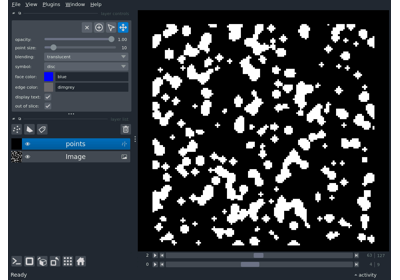 File View Plugins Window Help
opacity: 1.00
point size: 10
blending: translucent
symbol: disc
face color: blue
edge color: dimgrey
display text: ✓
out of slice: ✓
points
Image
2
0
Ready
activity